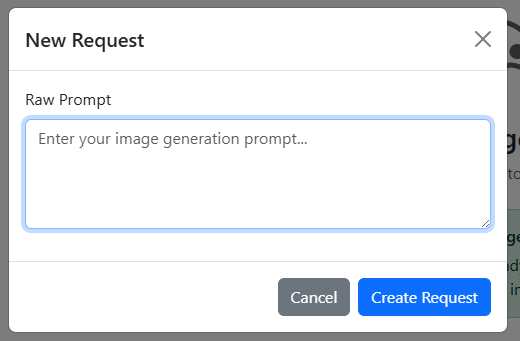 New Request
Raw Prompt
Enter your image generation prompt...
Cancel
Create Request